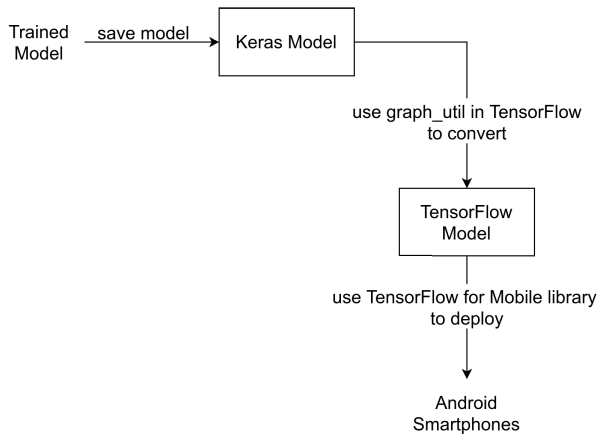 Trained
Model
save model
Keras Model
use graph_util in TensorFlow
to convert
TensorFlow
Model
use TensorFlow for Mobile library
to deploy
Android
Smartphones